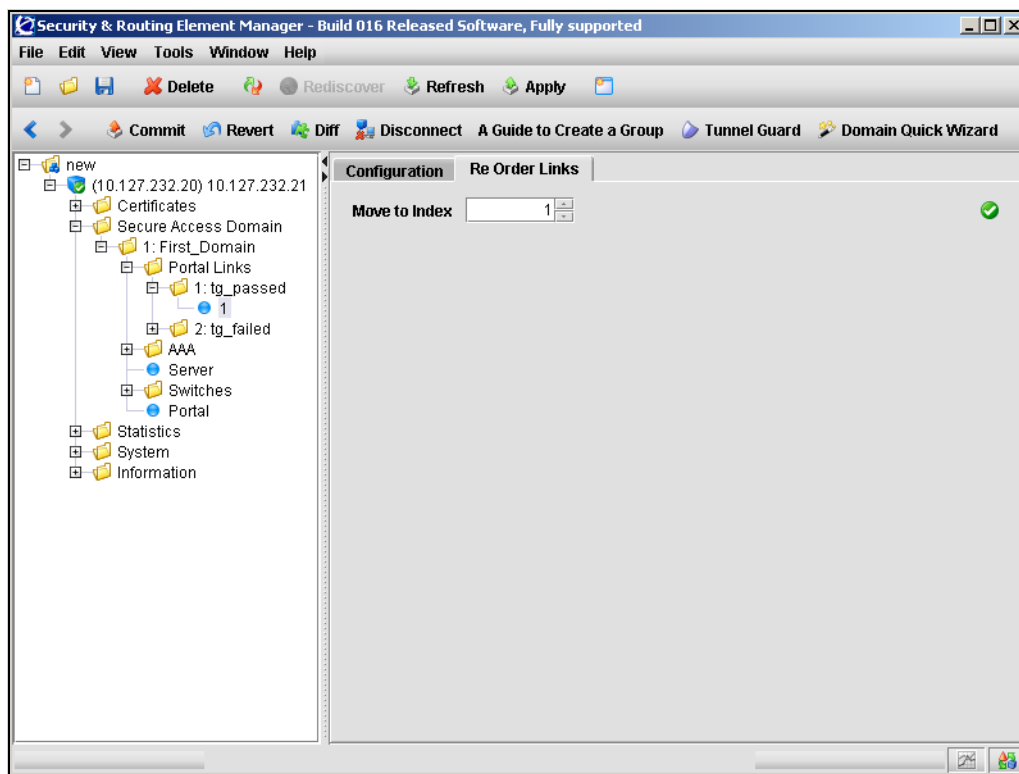 Security & Routing Element Manager - Build 016 Released Software, Fully supported
File Edit View Tools Window Help
Delete Rediscover Refresh Apply
Commit Revert Diff Disconnect A Guide to Create a Group Tunnel Guard Domain Quick Wizard
new
(10.127.232.20) 10.127.232.21
Certificates
Secure Access Domain
1: First_Domain
Portal Links
1: tg_passed
1
2: tg_failed
AAA
Server
Switches
Portal
Statistics
System
Information
Configuration Re Order Links
Move to Index 1